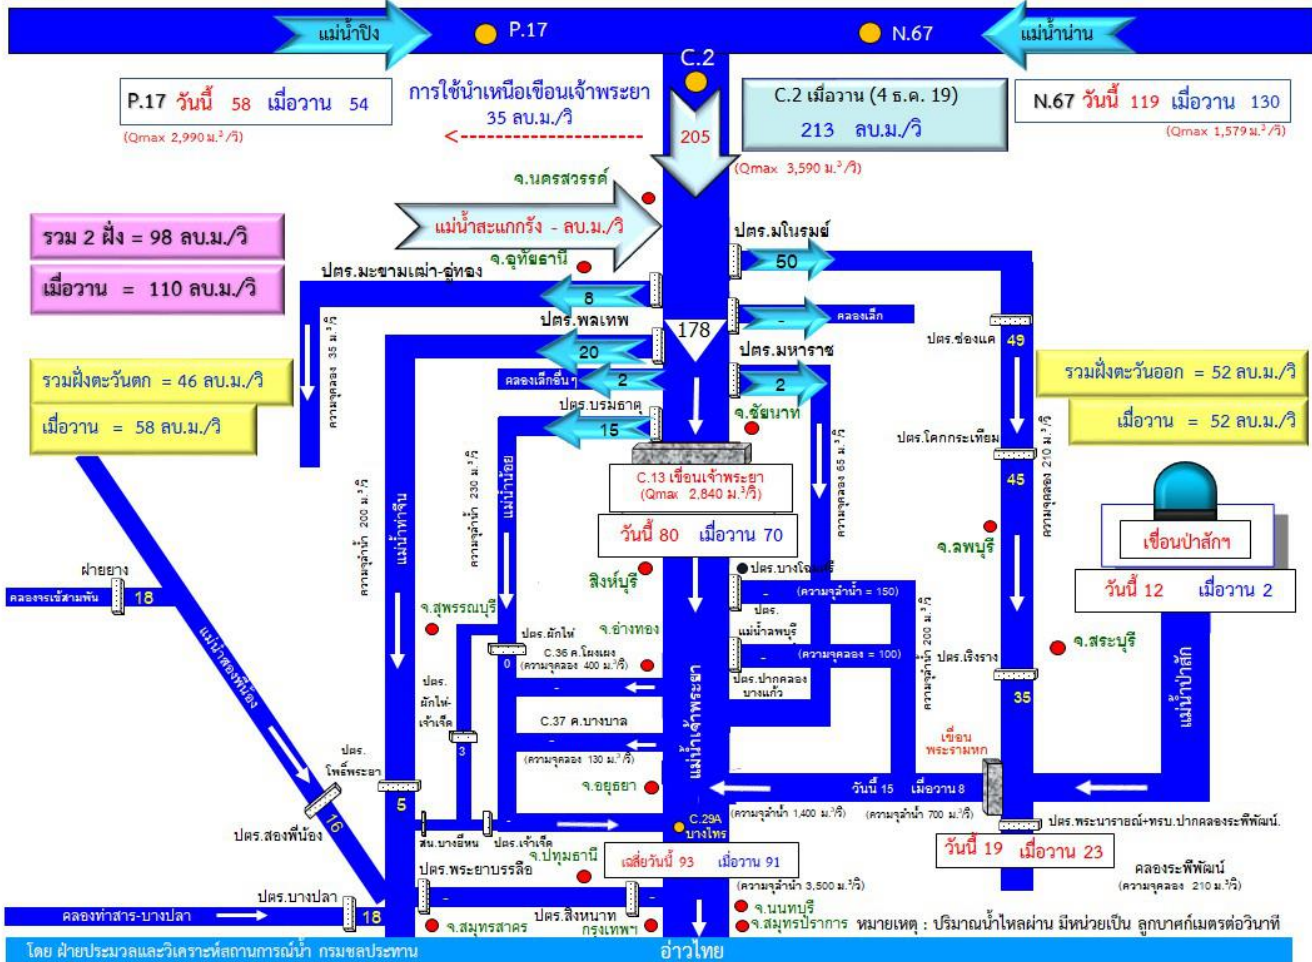 แม่น้ำปิง
P.17
N.67
แม่น้ำน่าน
C.2
P.17 วันนี้ 58 เมื่อวาน 54
(Qmax 2,990 ม.³/วิ)
การใช้น้ำเหนือเขื่อนเจ้าพระยา
35 ลบ.ม./วิ
205
C.2 เมื่อวาน (4 ธ.ค. 19)
213 ลบ.ม./วิ
(Qmax 3,590 ม.³/วิ)
N.67 วันนี้ 119 เมื่อวาน 130
(Qmax 1,579 ม.³/วิ)
จ.นครสวรรค์
แม่น้ำสะแกกรัง - ลบ.ม./วิ
รวม 2 ฝั่ง = 98 ลบ.ม./วิ
เมื่อวาน = 110 ลบ.ม./วิ
จ.อุทัยธานี
ปตร.มโนรมย์
50
ปตร.มะขามเฒ่า-อู่ทอง
8
ความจุคลอง 35 ม.³/วิ
-
คลองเล็ก
ปตร.พลเทพ
20
178
ปตร.มหาราช
2
คลองเล็กอื่นๆ
2
ปตร.ช่องแค
49
รวมฝั่งตะวันตก = 46 ลบ.ม./วิ
เมื่อวาน = 58 ลบ.ม./วิ
รวมฝั่งตะวันออก = 52 ลบ.ม./วิ
เมื่อวาน = 52 ลบ.ม./วิ
ปตร.บรมธาตุ
15
จ.ชัยนาท
ปตร.โคกกระเทียม
45
ความจุคลอง 210 ม.³/วิ
ความจุคลอง 65 ม.³/วิ
C.13 เขื่อนเจ้าพระยา
(Qmax 2,840 ม.³/วิ)
วันนี้ 80 เมื่อวาน 70
ความจุลำน้ำ 200 ม.³/วิ
แม่น้ำท่าจีน
ความจุลำน้ำ 230 ม.³/วิ
แม่น้ำน้อย
จ.ลพบุรี
เขื่อนป่าสักฯ
วันนี้ 12 เมื่อวาน 2
ฝายยาง
คลองจรเข้สามพัน
18
สิงห์บุรี
ปตร.บางโฉมศรี
-
(ความจุลำน้ำ = 150)
จ.สุพรรณบุรี
จ.อ่างทอง
ปตร.
แม่น้ำลพบุรี
-
(ความจุคลอง = 100)
ความจุลำน้ำ 200 ม.³/วิ
ปตร.ผักไห่
0
C.36 ค.โผงเผง
(ความจุคลอง 400 ม.³/วิ)
-
ปตร.ปากคลอง
บางแก้ว
จ.สระบุรี
ปตร.เริงราง
35
แม่น้ำป่าสัก
แม่น้ำสองพี่น้อง
ปตร.
ผักไห่-
เจ้าเจ็ด
3
C.37 ค.บางบาล
-
(ความจุคลอง 130 ม.³/วิ)
แม่น้ำเจ้าพระยา
เขื่อน
พระรามหก
ปตร.
โพธิ์พระยา
5
จ.อยุธยา
วันนี้ 15 เมื่อวาน 8
(ความจุลำน้ำ 1,400 ม.³/วิ)
(ความจุลำน้ำ 700 ม.³/วิ)
16
ปตร.สองพี่น้อง
สน.บางยี่หน
ปตร.เจ้าเจ็ด
-
C.29A
บางไทร
ปตร.พระนารายณ์+ทรบ.ปากคลองระพีพัฒน์.
วันนี้ 19 เมื่อวาน 23
จ.ปทุมธานี
เฉลี่ยวันนี้ 93 เมื่อวาน 91
(ความจุลำน้ำ 3,500 ม.³/วิ)
คลองระพีพัฒน์
(ความจุคลอง 210 ม.³/วิ)
ปตร.พระยาบรรลือ
-
-
ปตร.บางปลา
คลองท่าสาร-บางปลา
18
จ.สมุทรสาคร
ปตร.สิงหนาท
กรุงเทพฯ
จ.นนทบุรี
จ.สมุทรปราการ
หมายเหตุ : ปริมาณน้ำไหลผ่าน มีหน่วยเป็น ลูกบาศก์เมตรต่อวินาที
โดย ฝ่ายประมวลและวิเคราะห์สถานการณ์น้ำ กรมชลประทาน
อ่าวไทย